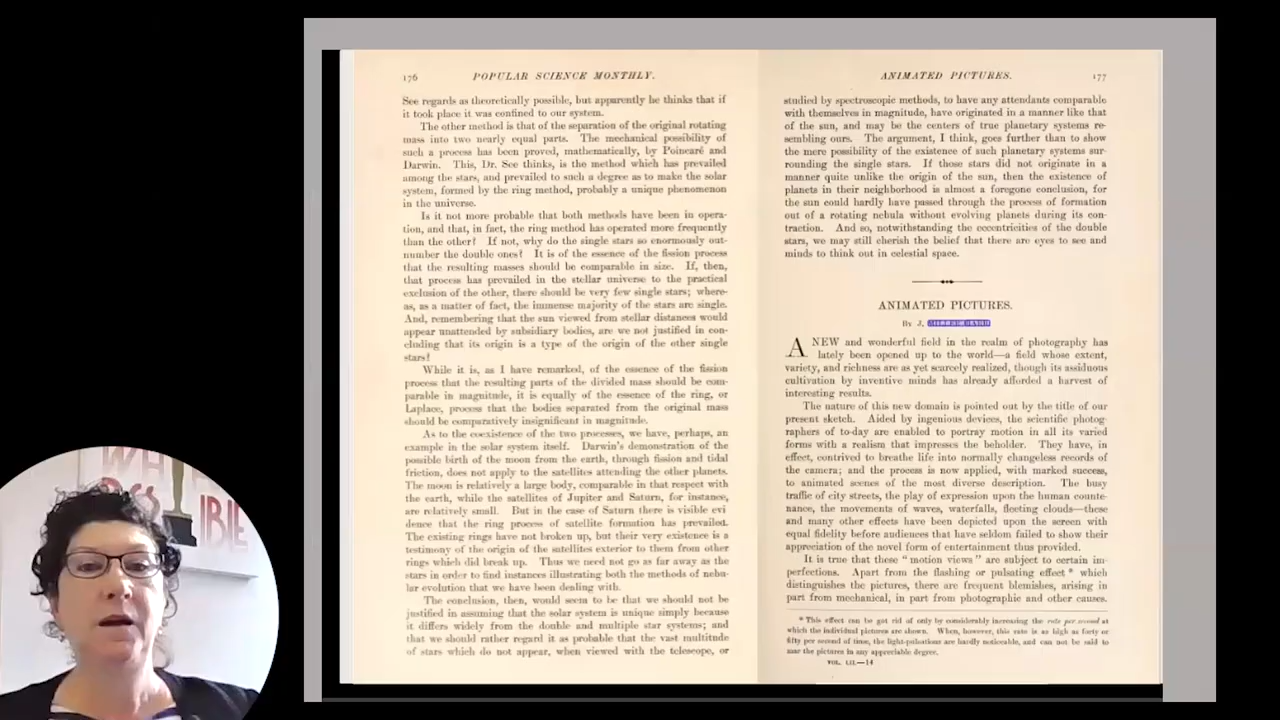 176 POPULAR SCIENCE MONTHLY.
See regards as theoretically possible, but apparently he thinks that if
it took place it was confined to our system.
The other method is that of the separation of the original rotating
mass into two nearly equal parts. The mechanical possibility of
such a process has been proved, mathematically, by Poincaré and
Darwin. This, Dr. See thinks, is the method which has prevailed
among the stars, and prevailed to such a degree as to make the solar
system, formed by the ring method, probably a unique phenomenon
in the universe.
Is it not more probable that both methods have been in opera-
tion, and that, in fact, the ring method has operated more frequently
than the other? If not, why do the single stars so enormously out-
number the double ones? It is of the essence of the fission process
that the resulting masses should be comparable in size. If, then,
that process has prevailed in the stellar universe to the practical
exclusion of the other, there should be very few single stars; where-
as, as a matter of fact, the immense majority of the stars are single.
And, remembering that the sun viewed from stellar distances would
appear unattended by subsidiary bodies, are we not justified in con-
cluding that its origin is a type of the origin of the other single
stars?
While it is, as I have remarked, of the essence of the fission
process that the resulting parts of the divided mass should be com-
parable in magnitude, it is equally of the essence of the ring, or
Laplace, process that the bodies separated from the original mass
should be comparatively insignificant in magnitude.
As to the coexistence of the two processes, we have, perhaps, an
example in the solar system itself. Darwin's demonstration of the
possible birth of the moon from the earth, through fission and tidal
friction, does not apply to the satellites attending the other planets.
The moon is relatively a large body, comparable in that respect with
the earth, while the satellites of Jupiter and Saturn, for instance,
are relatively small. But in the case of Saturn there is visible evi
dence that the ring process of satellite formation has prevailed.
The existing rings have not broken up, but their very existence is a
testimony of the origin of the satellites exterior to them from other
rings which did break up. Thus we need not go as far away as the
stars in order to find instances illustrating both the methods of nebu-
lar evolution that we have been dealing with.
The conclusion, then, would seem to be that we should not be
justified in assuming that the solar system is unique simply because
it differs widely from the double and multiple star systems; and
that we should rather regard it as probable that the vast multitude
of stars which do not appear, when viewed with the telescope, or
ANIMATED PICTURES. 177
studied by spectroscopic methods, to have any attendants comparable
with themselves in magnitude, have originated in a manner like that
of the sun, and may be the centers of true planetary systems re-
sembling ours. The argument, I think, goes further than to show
the mere possibility of the existence of such planetary systems sur-
rounding the single stars. If those stars did not originate in a
manner quite unlike the origin of the sun, then the existence of
planets in their neighborhood is almost a foregone conclusion, for
the sun could hardly have passed through the process of formation
out of a rotating nebula without evolving planets during its con-
traction. And so, notwithstanding the eccentricities of the double
stars, we may still cherish the belief that there are eyes to see and
minds to think out in celestial space.
ANIMATED PICTURES.
By J.
A NEW and wonderful field in the realm of photography has
lately been opened up to the world—a field whose extent,
variety, and richness are as yet scarcely realized, though its assiduous
cultivation by inventive minds has already afforded a harvest of
interesting results.
The nature of this new domain is pointed out by the title of our
present sketch. Aided by ingenious devices, the scientific photog-
raphers of to-day are enabled to portray motion in all its varied
forms with a realism that impresses the beholder. They have, in
effect, contrived to breathe life into normally changeless records of
the camera; and the process is now applied, with marked success,
to animated scenes of the most diverse description. The busy
traffic of city streets, the play of expression upon the human counte-
nance, the movements of waves, waterfalls, fleeting clouds—these
and many other effects have been depicted upon the screen with
equal fidelity before audiences that have seldom failed to show their
appreciation of the novel form of entertainment thus provided.
It is true that these "motion views" are subject to certain im-
perfections. Apart from the flashing or pulsating effect * which
distinguishes the pictures, there are frequent blemishes, arising in
part from mechanical, in part from photographic and other causes.
* This effect can be got rid of only by considerably increasing the rate per second at
which the individual pictures are shown. When, however, this rate is as high as forty or
fifty per second of time, the light-pulsations are hardly noticeable, and can not be said to
mar the pictures in any appreciable degree.
VOL. LII.—14